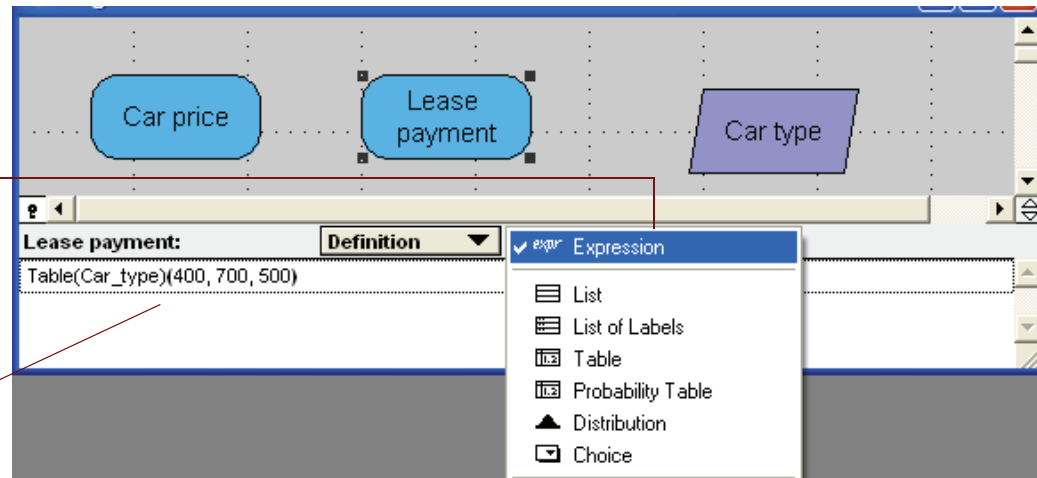 Car price
Lease
payment
Car type
Lease payment:
Definition
expr Expression
Table(Car_type)(400, 700, 500)
List
List of Labels
Table
Probability Table
Distribution
Choice